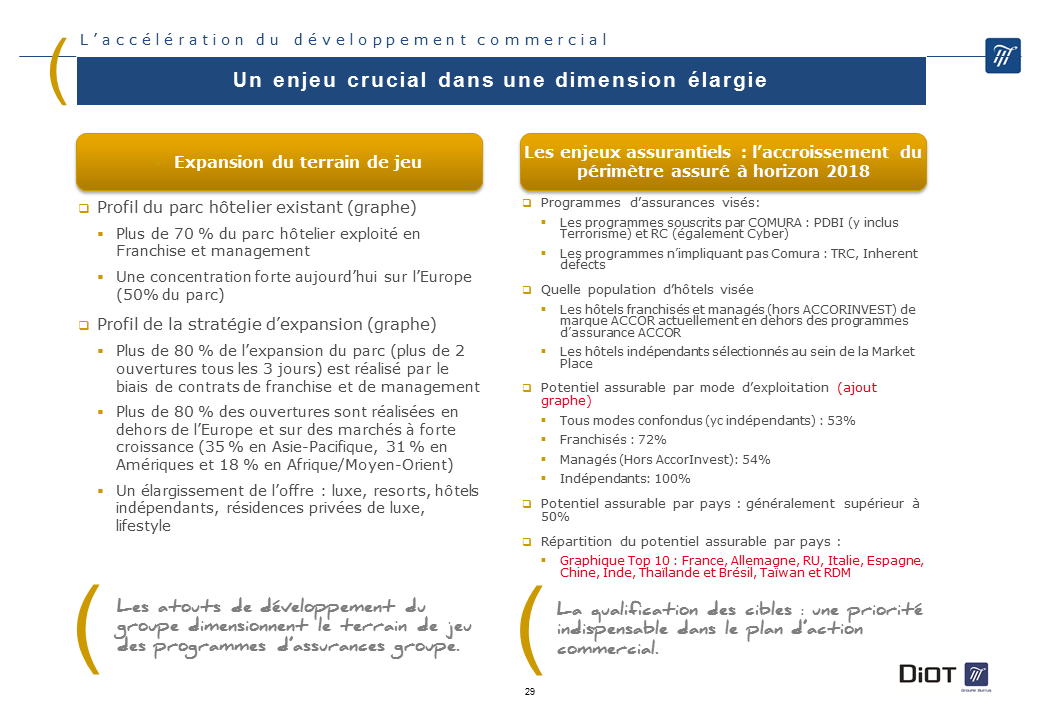 L'accélération du développement commercial
Un enjeu crucial dans une dimension élargie
Expansion du terrain de jeu
Profil du parc hôtelier existant (graphe)
Plus de 70 % du parc hôtelier exploité en
Franchise et management
Une concentration forte aujourd'hui sur l'Europe
(50% du parc)
Profil de la stratégie d'expansion (graphe)
Plus de 80 % de l'expansion du parc (plus de 2
ouvertures tous les 3 jours) est réalisé par le
biais de contrats de franchise et de management
Plus de 80 % des ouvertures sont réalisées en
dehors de l'Europe et sur des marchés à forte
croissance (35 % en Asie-Pacifique, 31 % en
Amériques et 18 % en Afrique/Moyen-Orient)
Un élargissement de l'offre : luxe, resorts, hôtels
indépendants, résidences privées de luxe,
lifestyle
Les atouts de développement du
groupe dimensionnent le terrain de jeu
des programmes d'assurances groupe.
Les enjeux assurantiels : l'accroissement du
périmètre assuré à horizon 2018
Programmes d'assurances visés:
Les programmes souscrits par COMURA : PDBI (y inclus
Terrorisme) et RC (également Cyber)
Les programmes n'impliquant pas Comura : TRC, Inherent
defects
Quelle population d'hôtels visée
Les hôtels franchisés et managés (hors ACCORINVEST) de
marque ACCOR actuellement en dehors des programmes
d'assurance ACCOR
Les hôtels indépendants sélectionnés au sein de la Market
Place
Potentiel assurable par mode d'exploitation (ajout
graphe)
Tous modes confondus (yc indépendants) : 53%
Franchisés : 72%
Managés (Hors AccorInvest): 54%
Indépendants: 100%
Potentiel assurable par pays : généralement supérieur à
50%
Répartition du potentiel assurable par pays :
Graphique Top 10 : France, Allemagne, RU, Italie, Espagne,
Chine, Inde, Thaïlande et Brésil, Taïwan et RDM
La qualification des cibles : une priorité
indispensable dans le plan d'action
commercial.
DIOT
Groupe Burrus
29